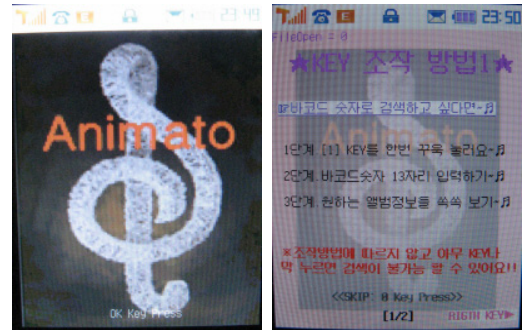 23:49
Animato
OK Key Press
23:50
FileOpen = 0
★KEY 조작 방법1★
☞바코드 숫자로 검색하고 싶다면~♬
1단계.[1] KEY를 한번 꾸욱 눌러요~♬
2단계.바코드숫자 13자리 입력하기~♬
3단계.원하는 앨범정보를 쏙쏙 보기~♬
※조작방법에 따르지 않고 아무 KEY나
막 누르면 검색이 불가능 할 수 있어요!!
<<SKIP: 0 Key Press>>
[1/2]
RIGTH KEY▶